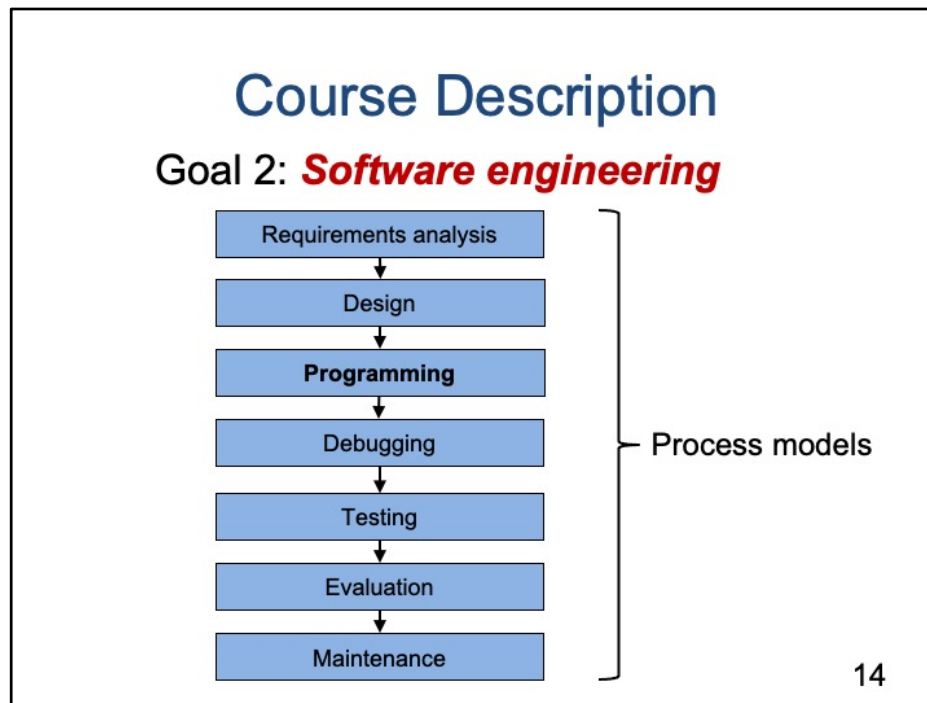 Course Description
Goal 2: Software engineering
Requirements analysis
Design
Programming
Debugging
Testing
Evaluation
Maintenance
Process models
14